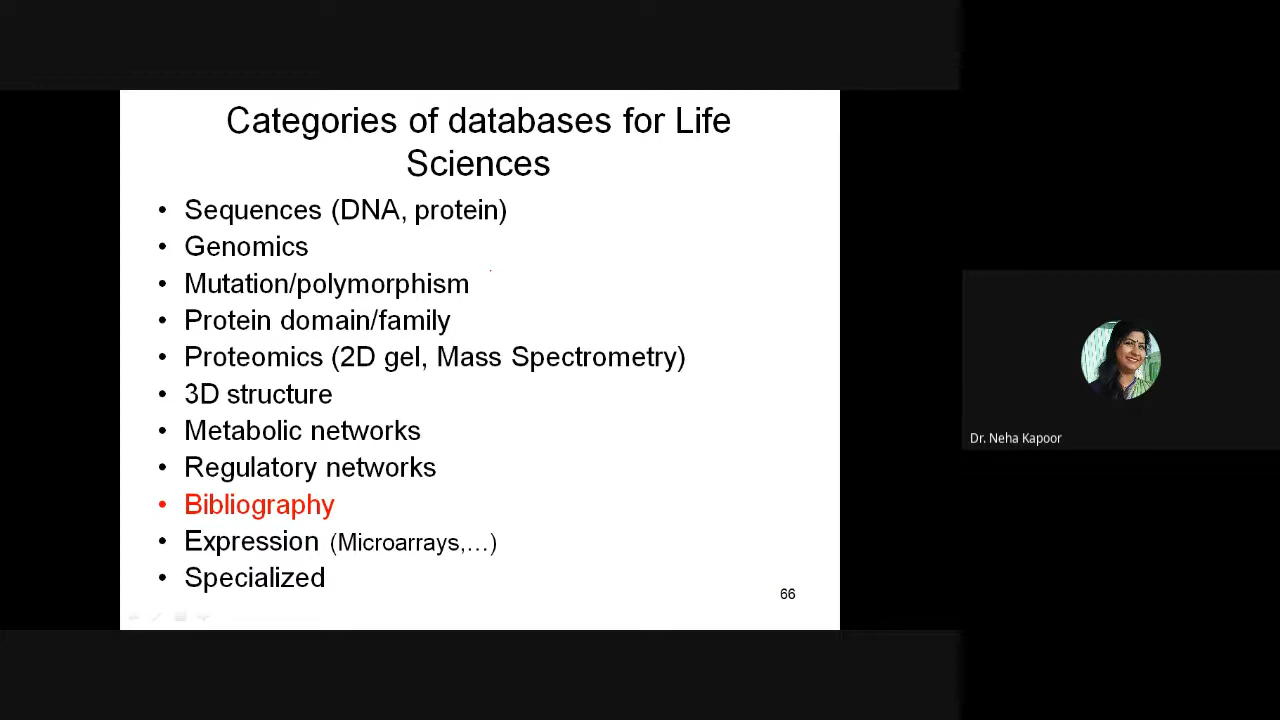 Categories of databases for Life
Sciences
• Sequences (DNA, protein)
• Genomics
• Mutation/polymorphism
• Protein domain/family
• Proteomics (2D gel, Mass Spectrometry)
• 3D structure
• Metabolic networks
• Regulatory networks
• Bibliography
• Expression (Microarrays,…)
• Specialized
66
Dr. Neha Kapoor